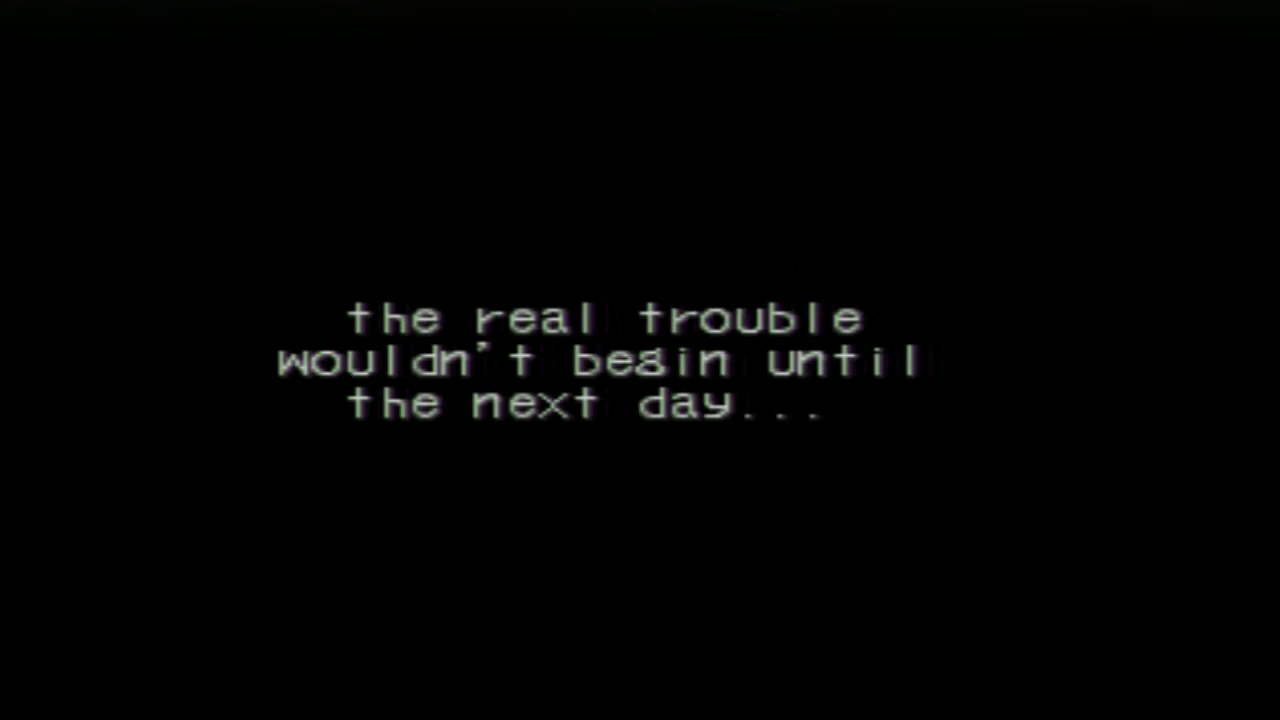 the real trouble
wouldn't begin until
the next day...